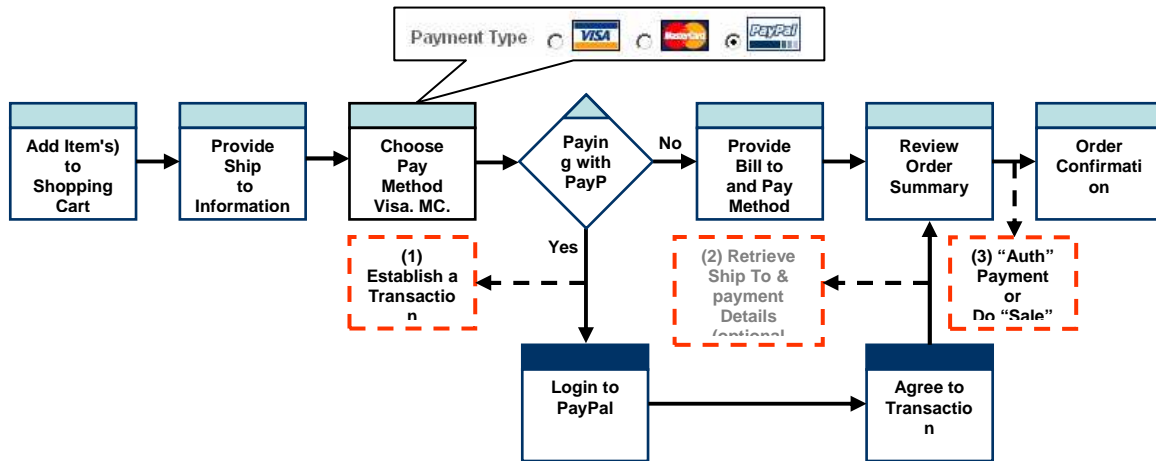 Payment Type VISA MasterCard PayPal
Add Item's)
to
Shopping
Cart
Provide
Ship
to
Information
Choose
Pay
Method
Visa. MC.
Payin
g with
PayP
No
Provide
Bill to
and Pay
Method
Review
Order
Summary
Order
Confirmati
on
Yes
(1)
Establish a
Transactio
n
(2) Retrieve
Ship To &
payment
Details
(optional
(3) “Auth”
Payment
or
Do “Sale”
Login to
PayPal
Agree to
Transactio
n